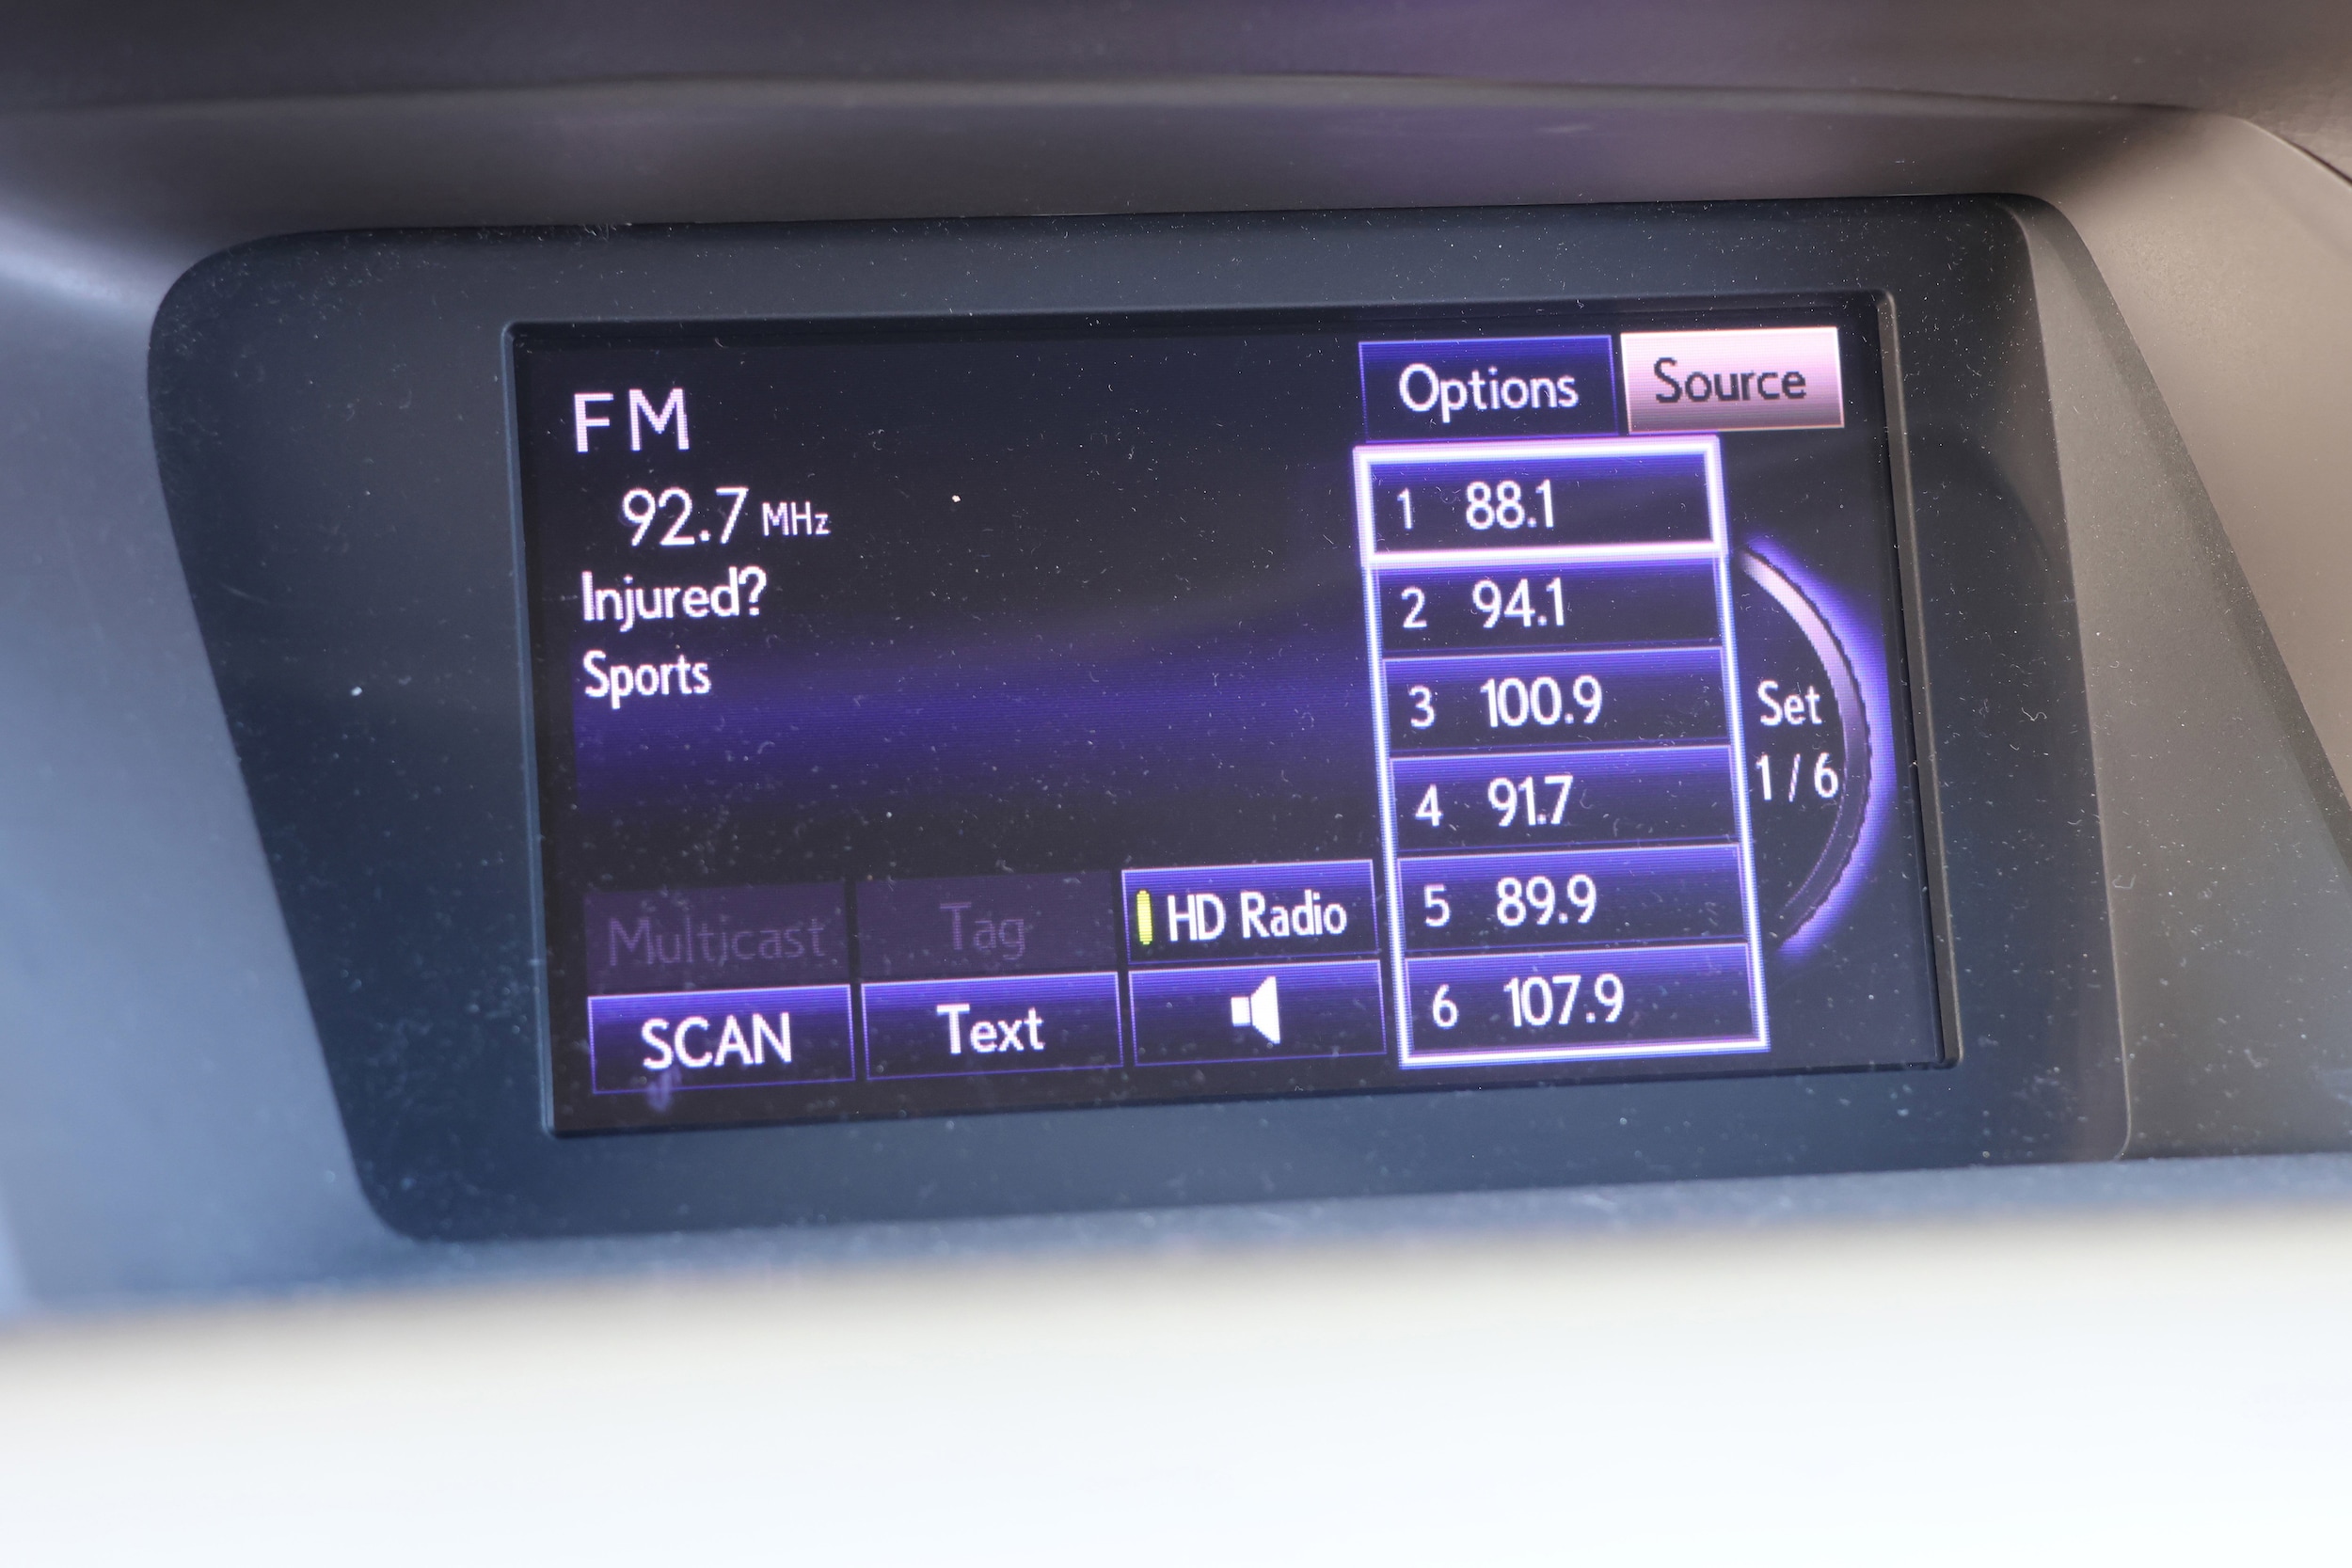 FM
92.7 MHz
Injured?
Sports
Options
Source
1 88.1
2 94.1
3 100.9
4 91.7
5 89.9
6 107.9
Set
1/6
Multicast
Tag
HD Radio
SCAN
Text